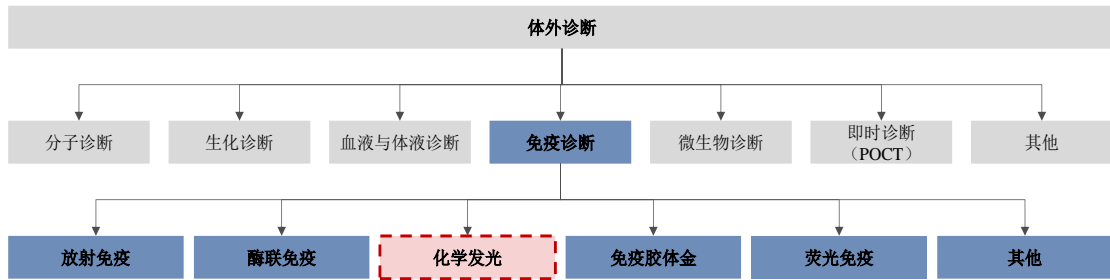 体外诊断
分子诊断
生化诊断
血液与体液诊断
免疫诊断
微生物诊断
即时诊断
（POCT）
其他
放射免疫
酶联免疫
化学发光
免疫胶体金
荧光免疫
其他